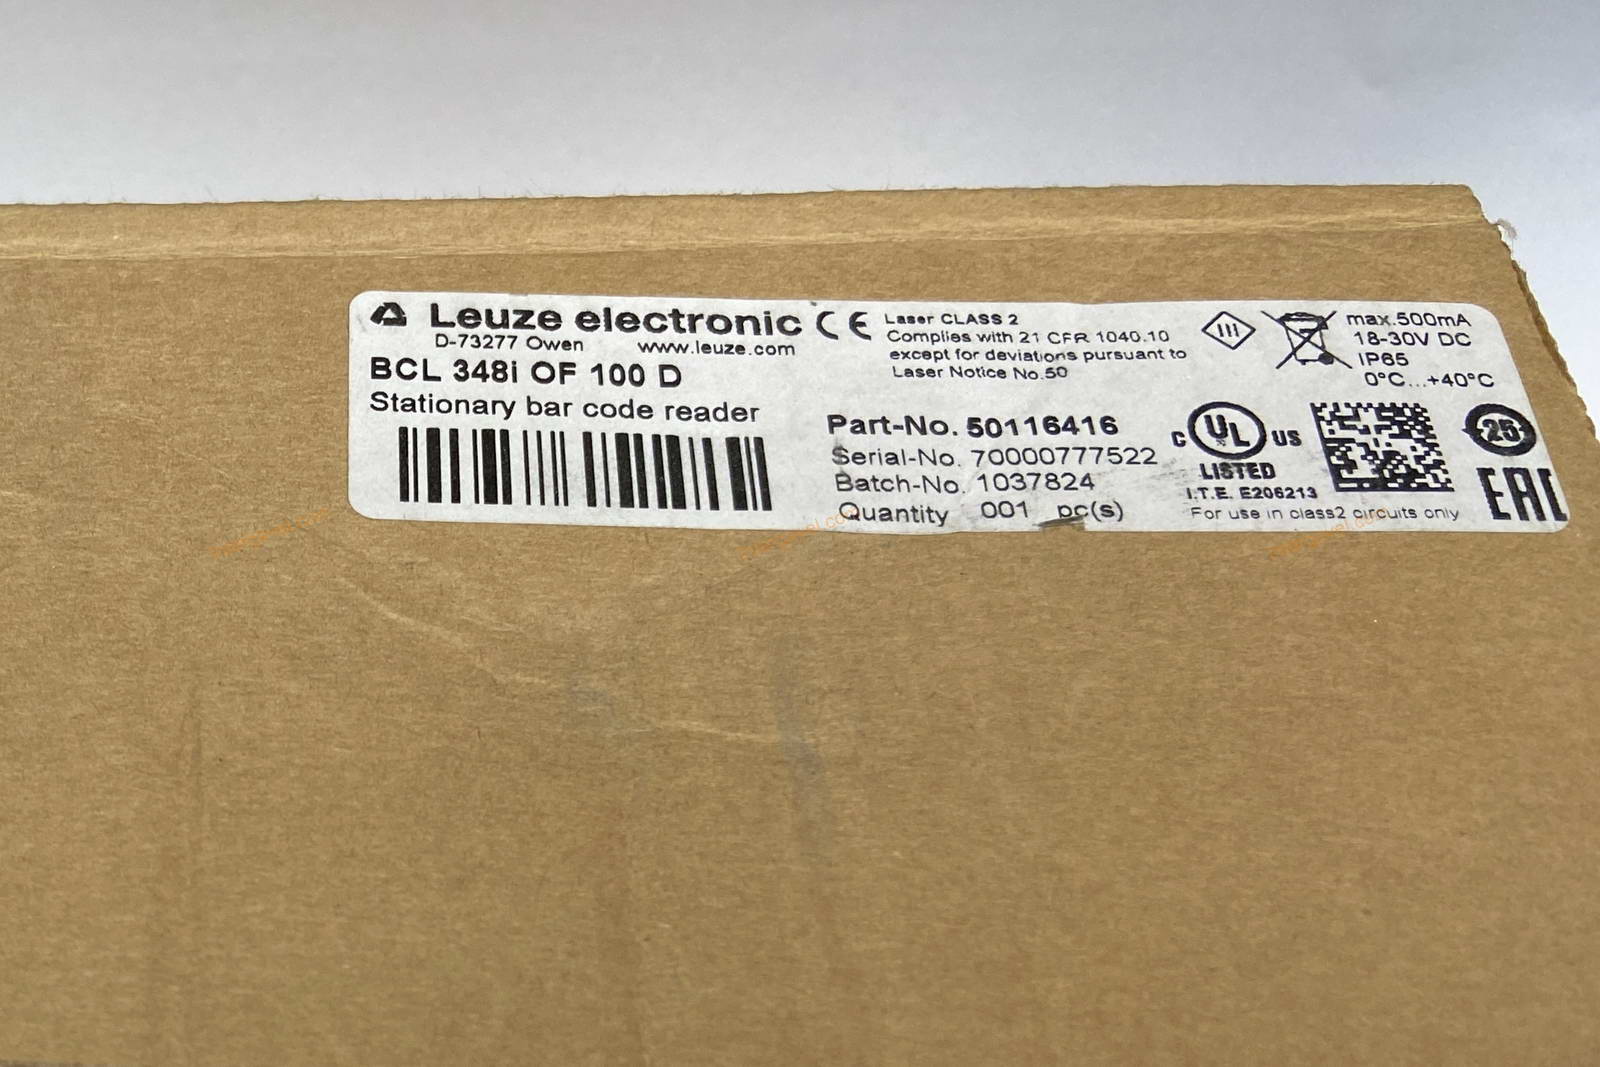 Leuze electronic
D-73277 Owen www.leuze.com
BCL 348i OF 100 D
Stationary bar code reader
CE
Laser CLASS 2
Complies with 21 CFR 1040.10
except for deviations pursuant to
Laser Notice No.50
III
max.500mA
18-30V DC
IP65
0°C...+40°C
Part-No. 50116416
Serial-No. 70000777522
Batch-No. 1037824
Quantity 001 pc(s)
C UL US
LISTED
I.T.E. E206213
For use in class2 circuits only
25
EAC